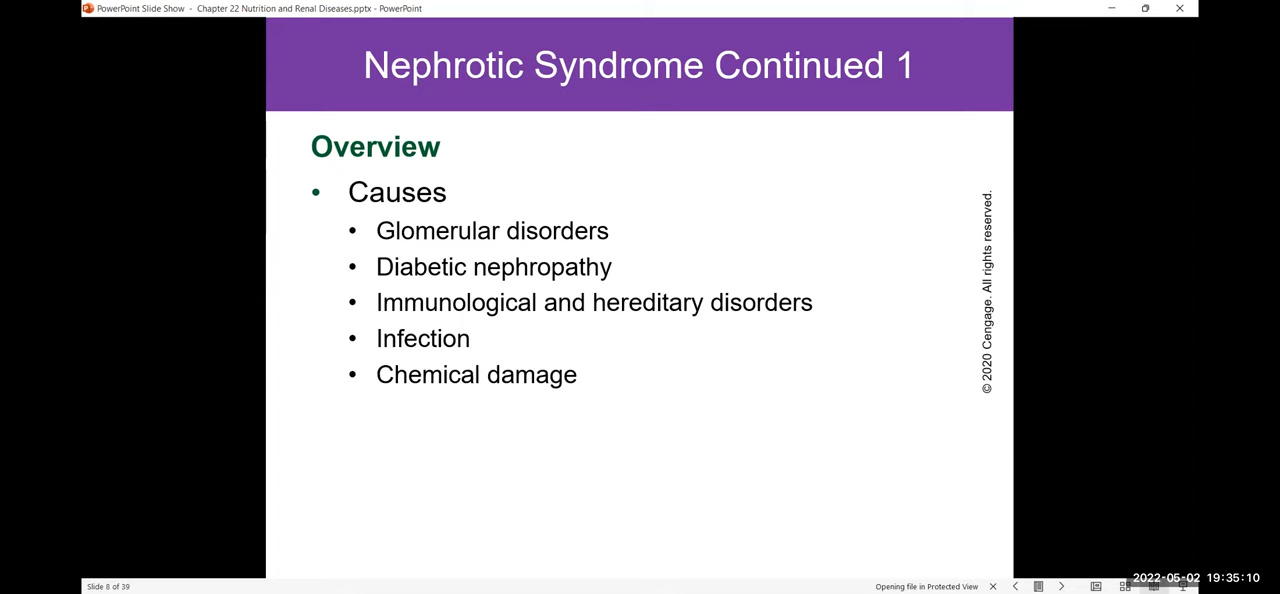 PowerPoint Slide Show - Chapter 22 Nutrition and Renal Diseases.pptx - PowerPoint
Nephrotic Syndrome Continued 1
Overview
• Causes
• Glomerular disorders
• Diabetic nephropathy
• Immunological and hereditary disorders
• Infection
• Chemical damage
© 2020 Cengage. All rights reserved.
Slide 8 of 39
Opening file in Protected View
2022-05-02 19:35:10